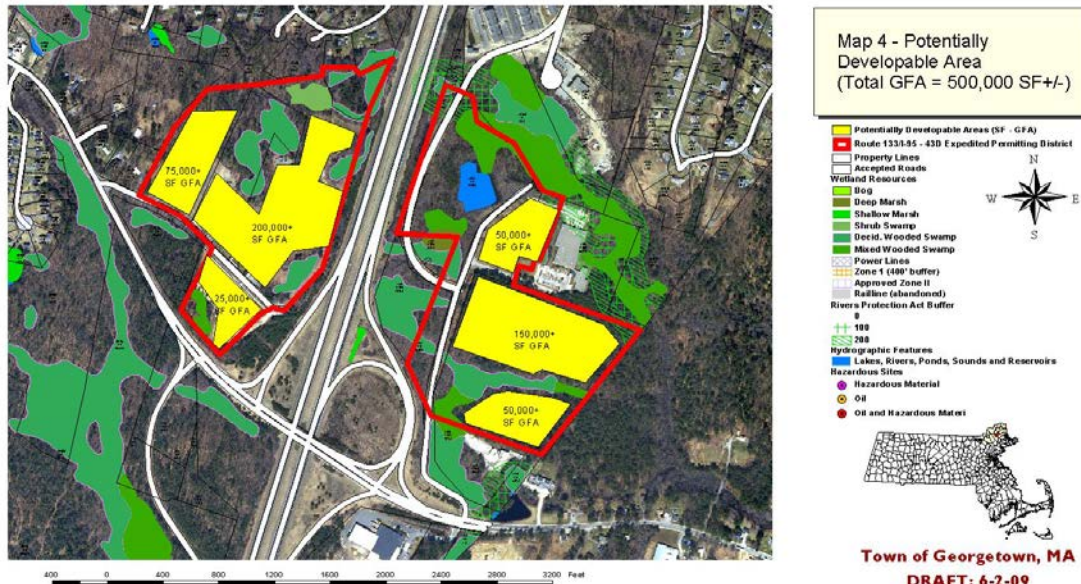 Map 4 - Potentially
Developable Area
(Total GFA = 500,000 SF+/-)
75,000+
SF GFA
200,000+
SF GFA
25,000+
SF GFA
50,000+
SF GFA
150,000+
SF GFA
50,000+
SF GFA
Potentially Developable Areas (SF - GFA)
Route 133/I-95 - 43D Expedited Permitting District
Property Lines
Accepted Roads
Wetland Resources
Bog
Deep Marsh
Shallow Marsh
Shrub Swamp
Decid. Wooded Swamp
Mixed Wooded Swamp
Power Lines
Zone 1 (400' buffer)
Approved Zone II
Railline (abandoned)
Rivers Protection Act Buffer
0
100
200
Hydrographic Features
Lakes, Rivers, Ponds, Sounds and Reservoirs
Hazardous Sites
Hazardous Material
Oil
Oil and Hazardous Materi
N
W E
S
Town of Georgetown, MA
DRAFT: 6-2-09
400 0 400 800 1200 1600 2000 2400 2800 3200 Feet